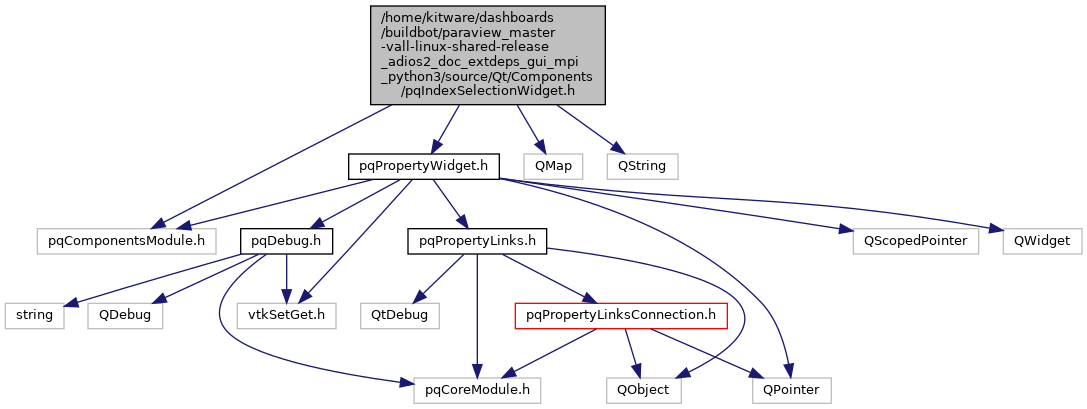 /home/kitware/dashboards
/buildbot/paraview_master
-vall-linux-shared-release
_adios2_doc_extdeps_gui_mpi
_python3/source/Qt/Components
/pqIndexSelectionWidget.h
pqPropertyWidget.h
QMap
QString
pqComponentsModule.h
pqDebug.h
pqPropertyLinks.h
QScopedPointer
QWidget
string
QDebug
vtkSetGet.h
QtDebug
pqPropertyLinksConnection.h
pqCoreModule.h
QObject
QPointer